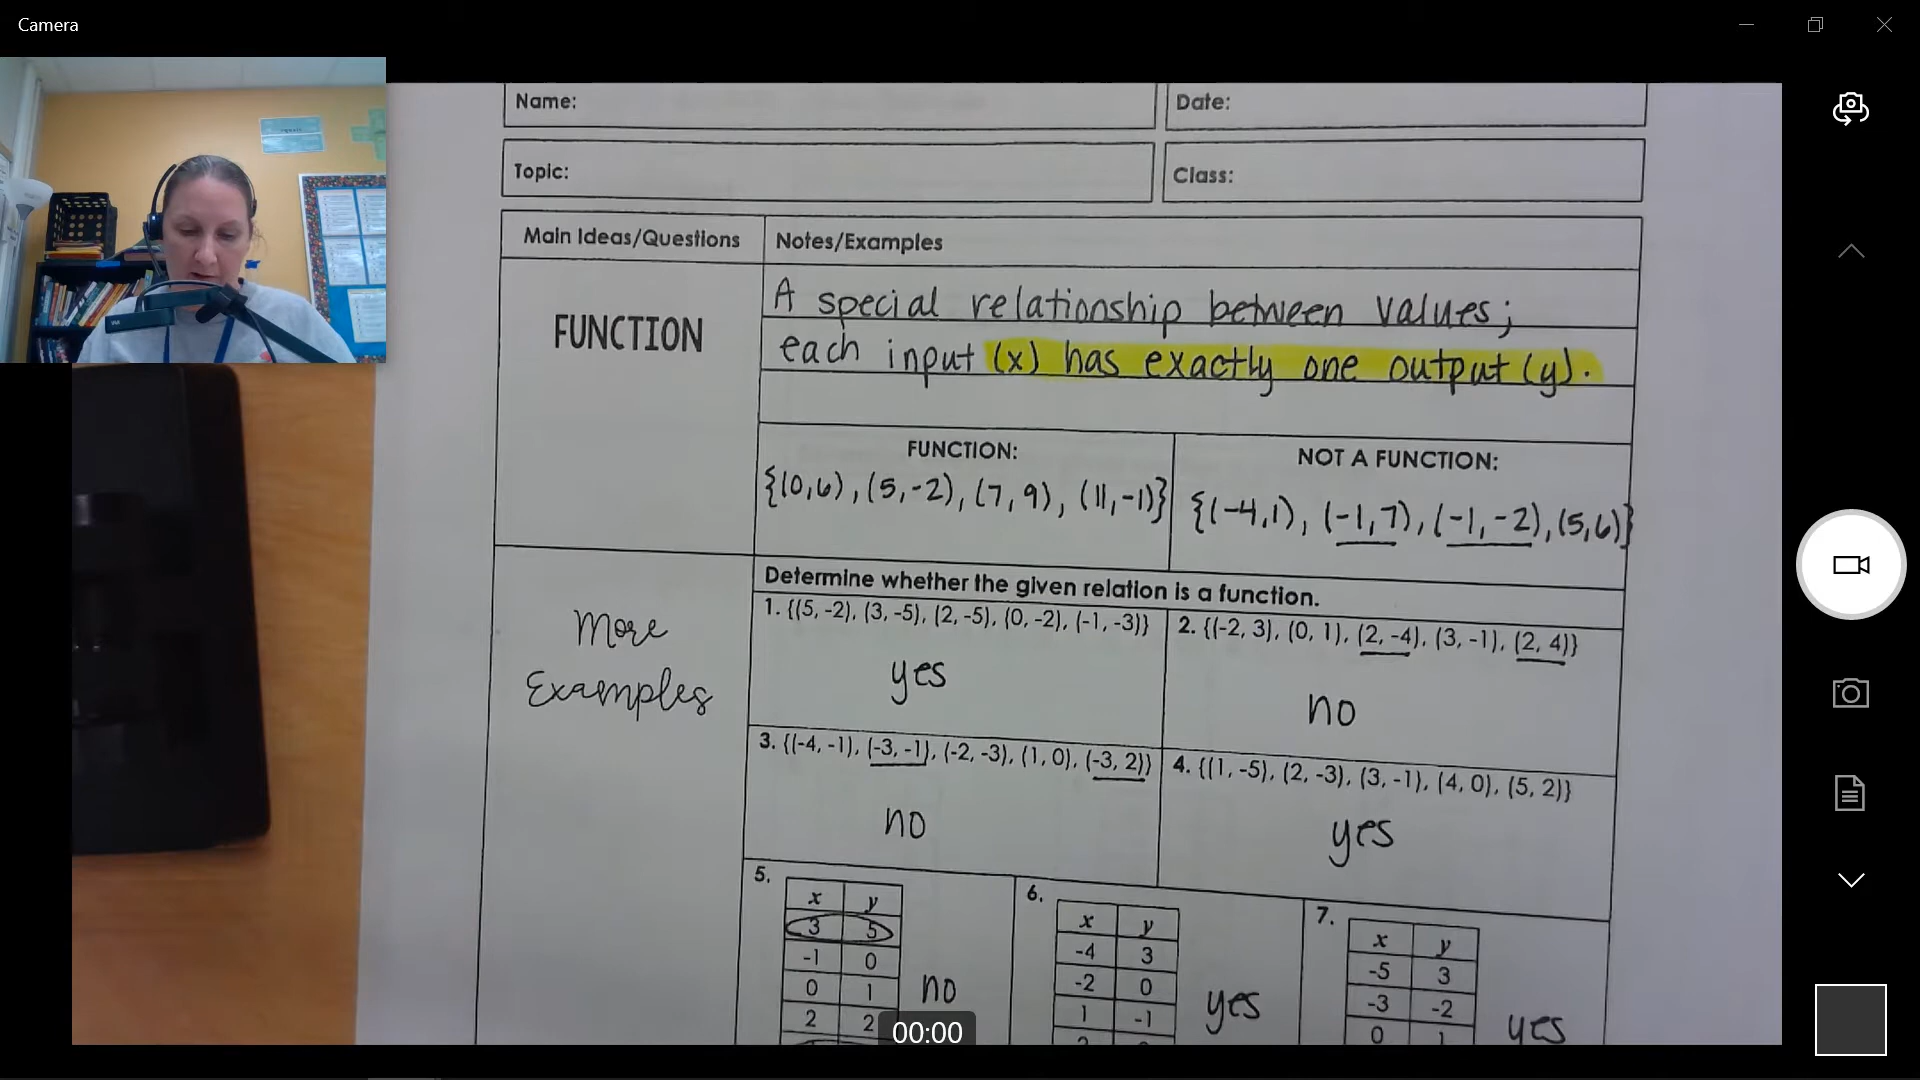 Camera
Name:
Date:
Topic:
Class:
Main Ideas/Questions
Notes/Examples
FUNCTION
A special relationship between values;
each input (x) has exactly one output (y).
FUNCTION:
{(0,6), (5,-2), (7,9), (11,-1)}
NOT A FUNCTION:
{(-4,1), (-1,7), (-1,-2), (5,6)}
More
Examples
Determine whether the given relation is a function.
1. {(5, -2), (3, -5), (2, -5), (0, -2), (-1, -3)}
yes
2. {(-2, 3), (0, 1), (2, -4), (3, -1), (2, 4)}
no
3. {(-4, -1), (-3, -1), (-2, -3), (1, 0), (-3, 2)}
no
4. {(1, -5), (2, -3), (3, -1), (4, 0), (5, 2)}
yes
5.
x y
3 5
-1 0
0 1
2 2
no
6.
x y
-4 3
-2 0
1 -1
yes
7.
x y
-5 3
-3 -2
0 1
yes
00:00